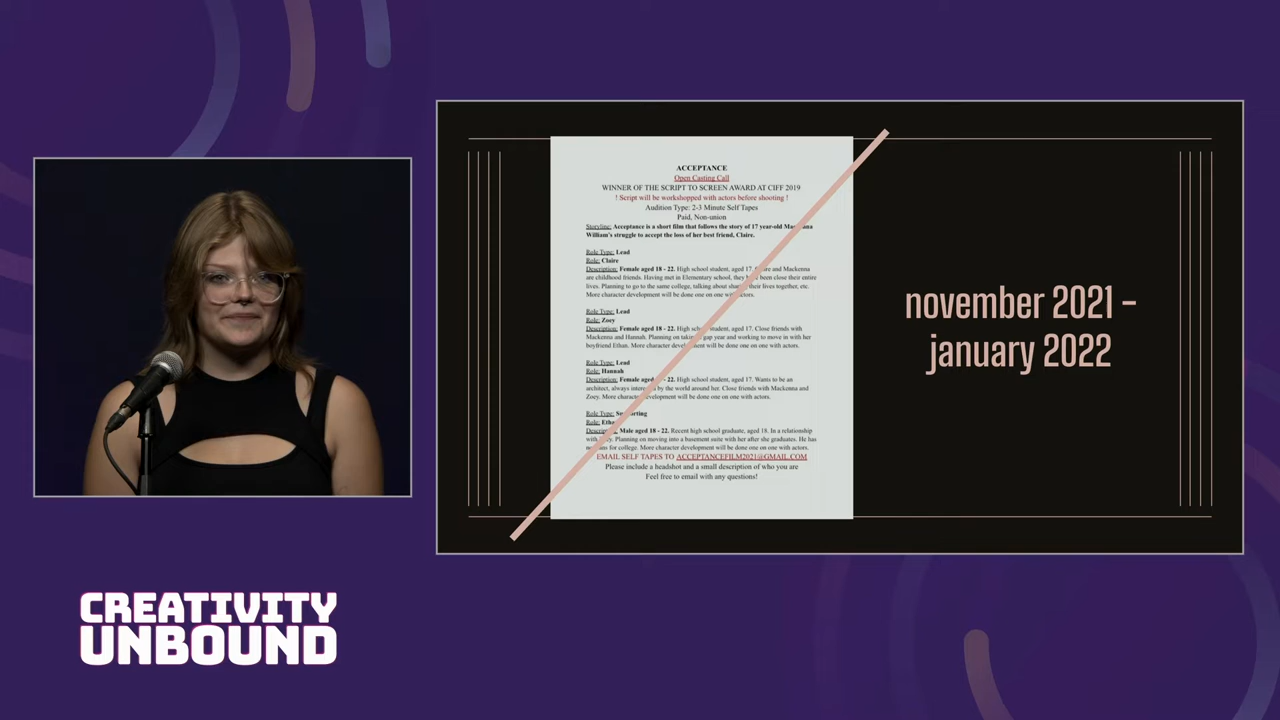 ACCEPTANCE
Open Casting Call
WINNER OF THE SCRIPT TO SCREEN AWARD AT CIFF 2019
! Script will be workshopped with actors before shooting !
Audition Type: 2-3 Minute Self Tapes
Paid, Non-union
Storyline: Acceptance is a short film that follows the story of 17 year-old
William's struggle to accept the loss of her best friend, Claire.
Role Type: Lead
Role: Claire
Description: Female aged 18 - 22. High school student, aged 17. and Mackenna
are childhood friends. Having met in Elementary school, they have been close their entire
lives. Planning to go to the same college, talking about their lives together, etc.
More character development will be done one on one with actors.
Role Type: Lead
Role: Zoey
Description: Female aged 18 - 22. High school student, aged 17. Close friends with
Mackenna and Hannah. Planning on taking gap year and working to move in with her
boyfriend Ethan. More character development will be done one on one with actors.
Role Type: Lead
Role: Hannah
Description: Female aged - 22. High school student, aged 17. Wants to be an
architect, always by the world around her. Close friends with Mackenna and
Zoey. More character development will be done one on one with actors.
Role Type: Supporting
Role: Ethan
Description: Male aged 18 - 22. Recent high school graduate, aged 18. In a relationship
with Planning on moving into a basement suite with her after she graduates. He has
for college. More character development will be done one on one with actors.
EMAIL SELF TAPES TO ACCEPTANCEFILM2021@GMAIL.COM
Please include a headshot and a small description of who you are
Feel free to email with any questions!
november 2021 –
january 2022
CREATIVITY
UNBOUND